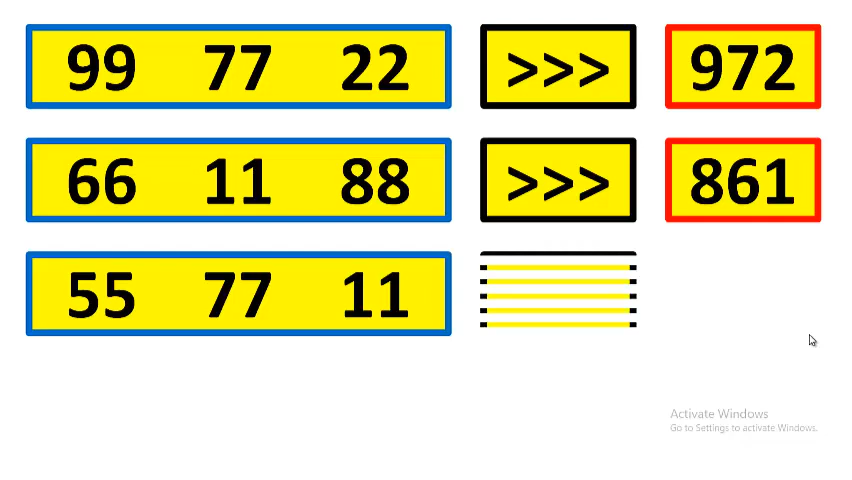 99 77 22 >>> 972
66 11 88 >>> 861
55 77 11
Activate Windows
Go to Settings to activate Windows.